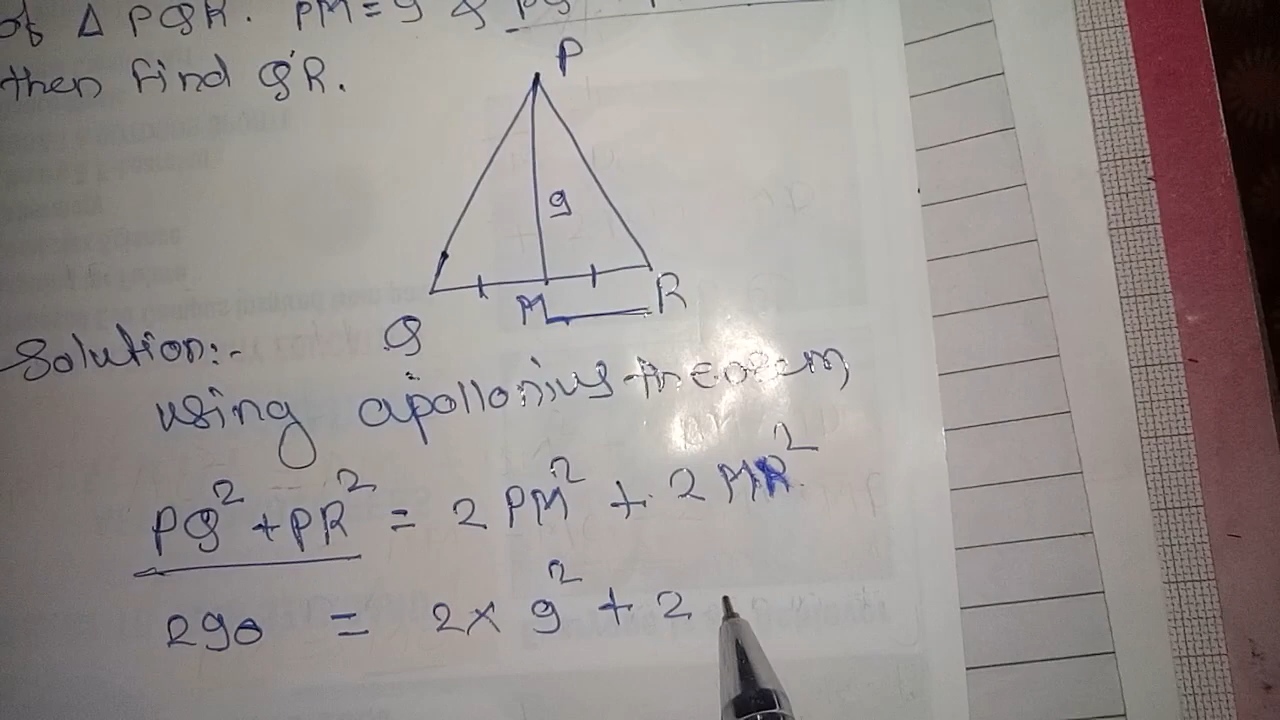 of Δ PQR. PM = 9 & PQ²
then find QR.
P
9
M R
Q
Solution:-
using apollonius theorem
PQ² + PR² = 2 PM² + 2 MR²
290 = 2 × 9² + 2